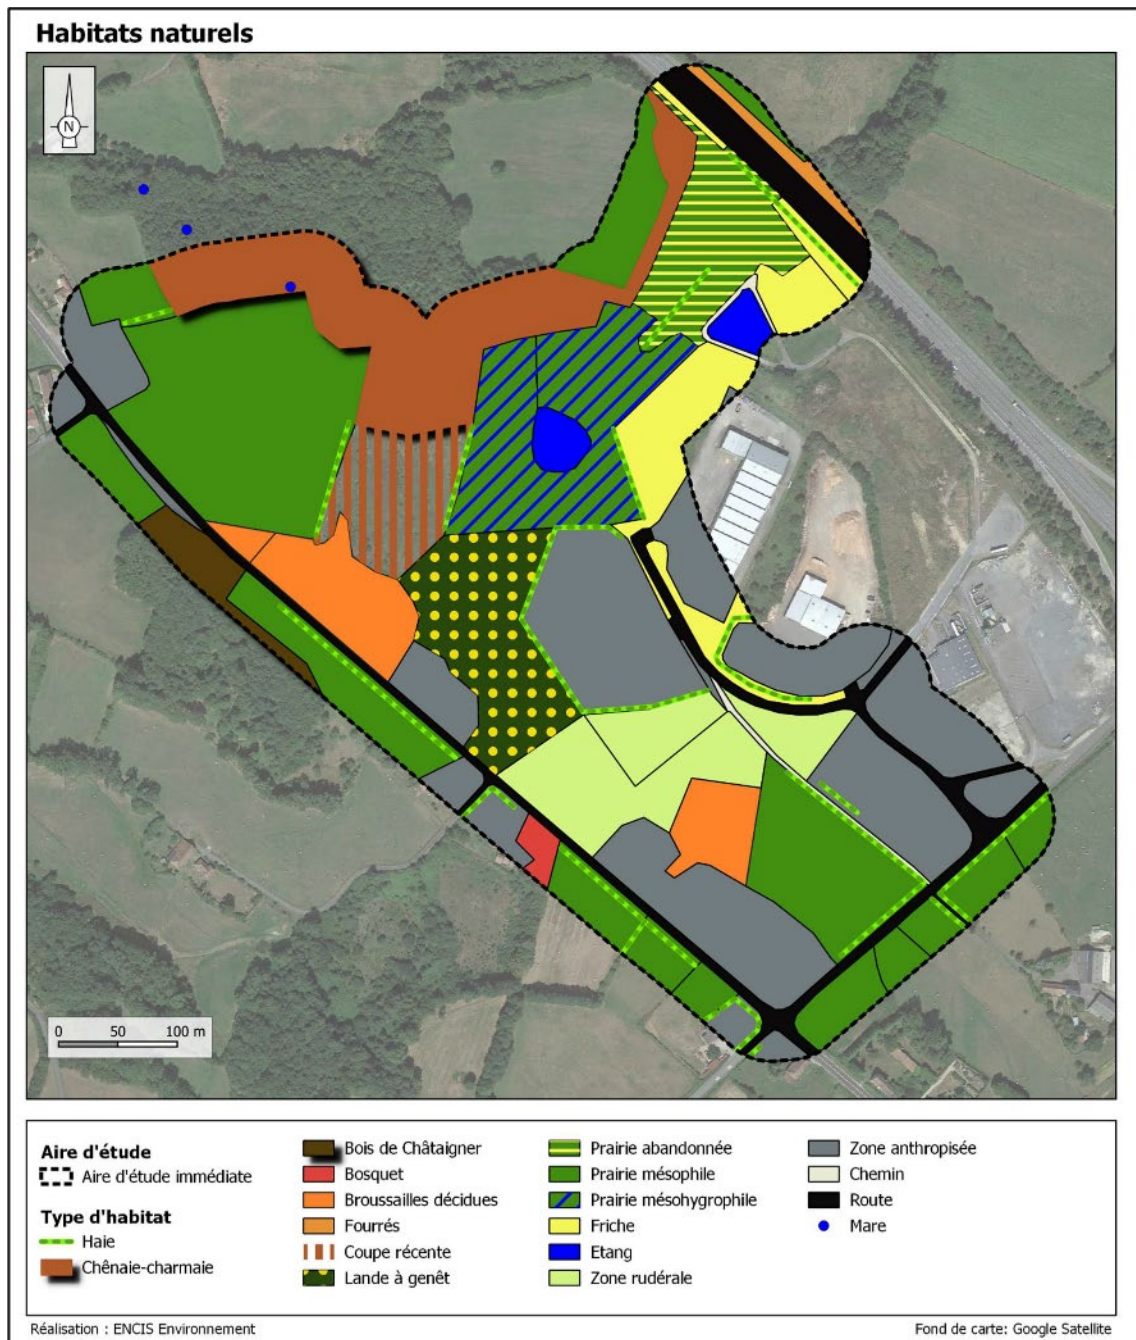 Habitats naturels
N
0 50 100 m
Aire d'étude
Aire d'étude immédiate
Type d'habitat
Haie
Chênaie-charmaie
Bois de Châtaigner
Bosquet
Broussailles décidues
Fourrés
Coupe récente
Lande à genêt
Prairie abandonnée
Prairie mésophile
Prairie mésohygrophile
Friche
Etang
Zone rudérale
Zone anthropisée
Chemin
Route
Mare
Réalisation : ENCIS Environnement
Fond de carte: Google Satellite